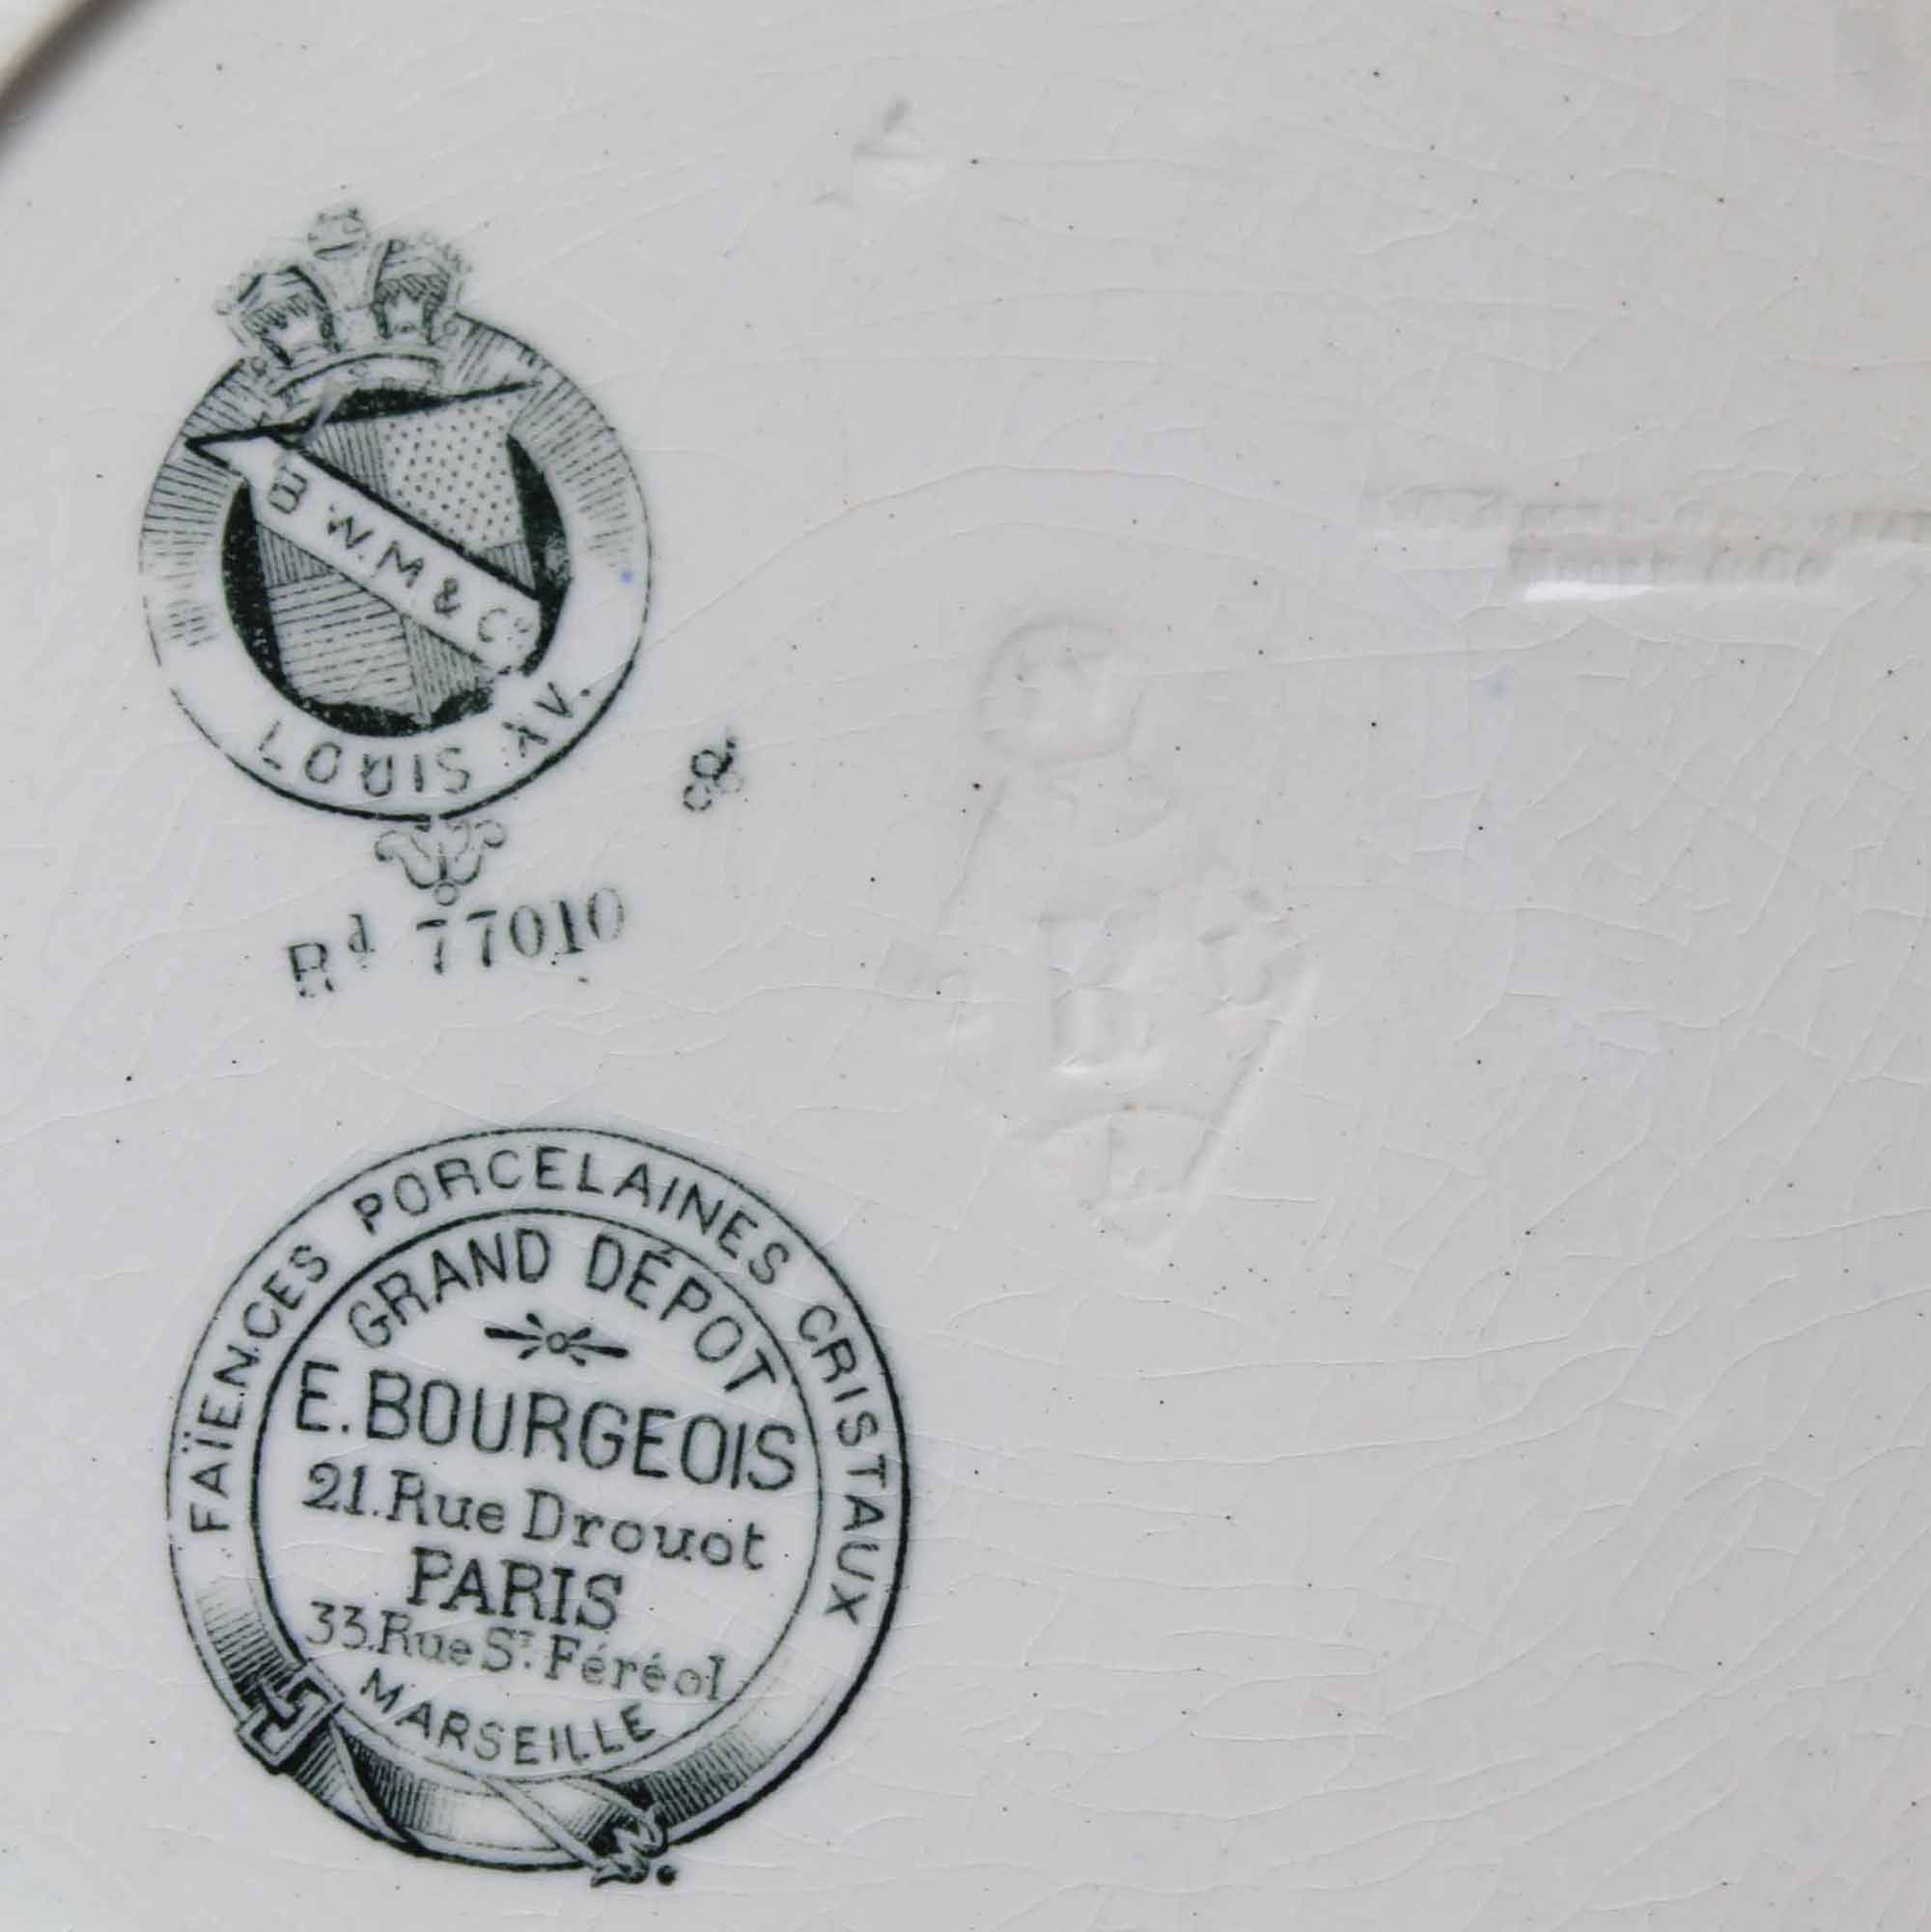 B.W.M & Co
LOUIS XV.
Rd 77010
FAÏENCES PORCELAINES CRISTAUX
GRAND DÉPOT
E. BOURGEOIS
21. Rue Drouot
PARIS
33. Rue St. Féréol
MARSEILLE